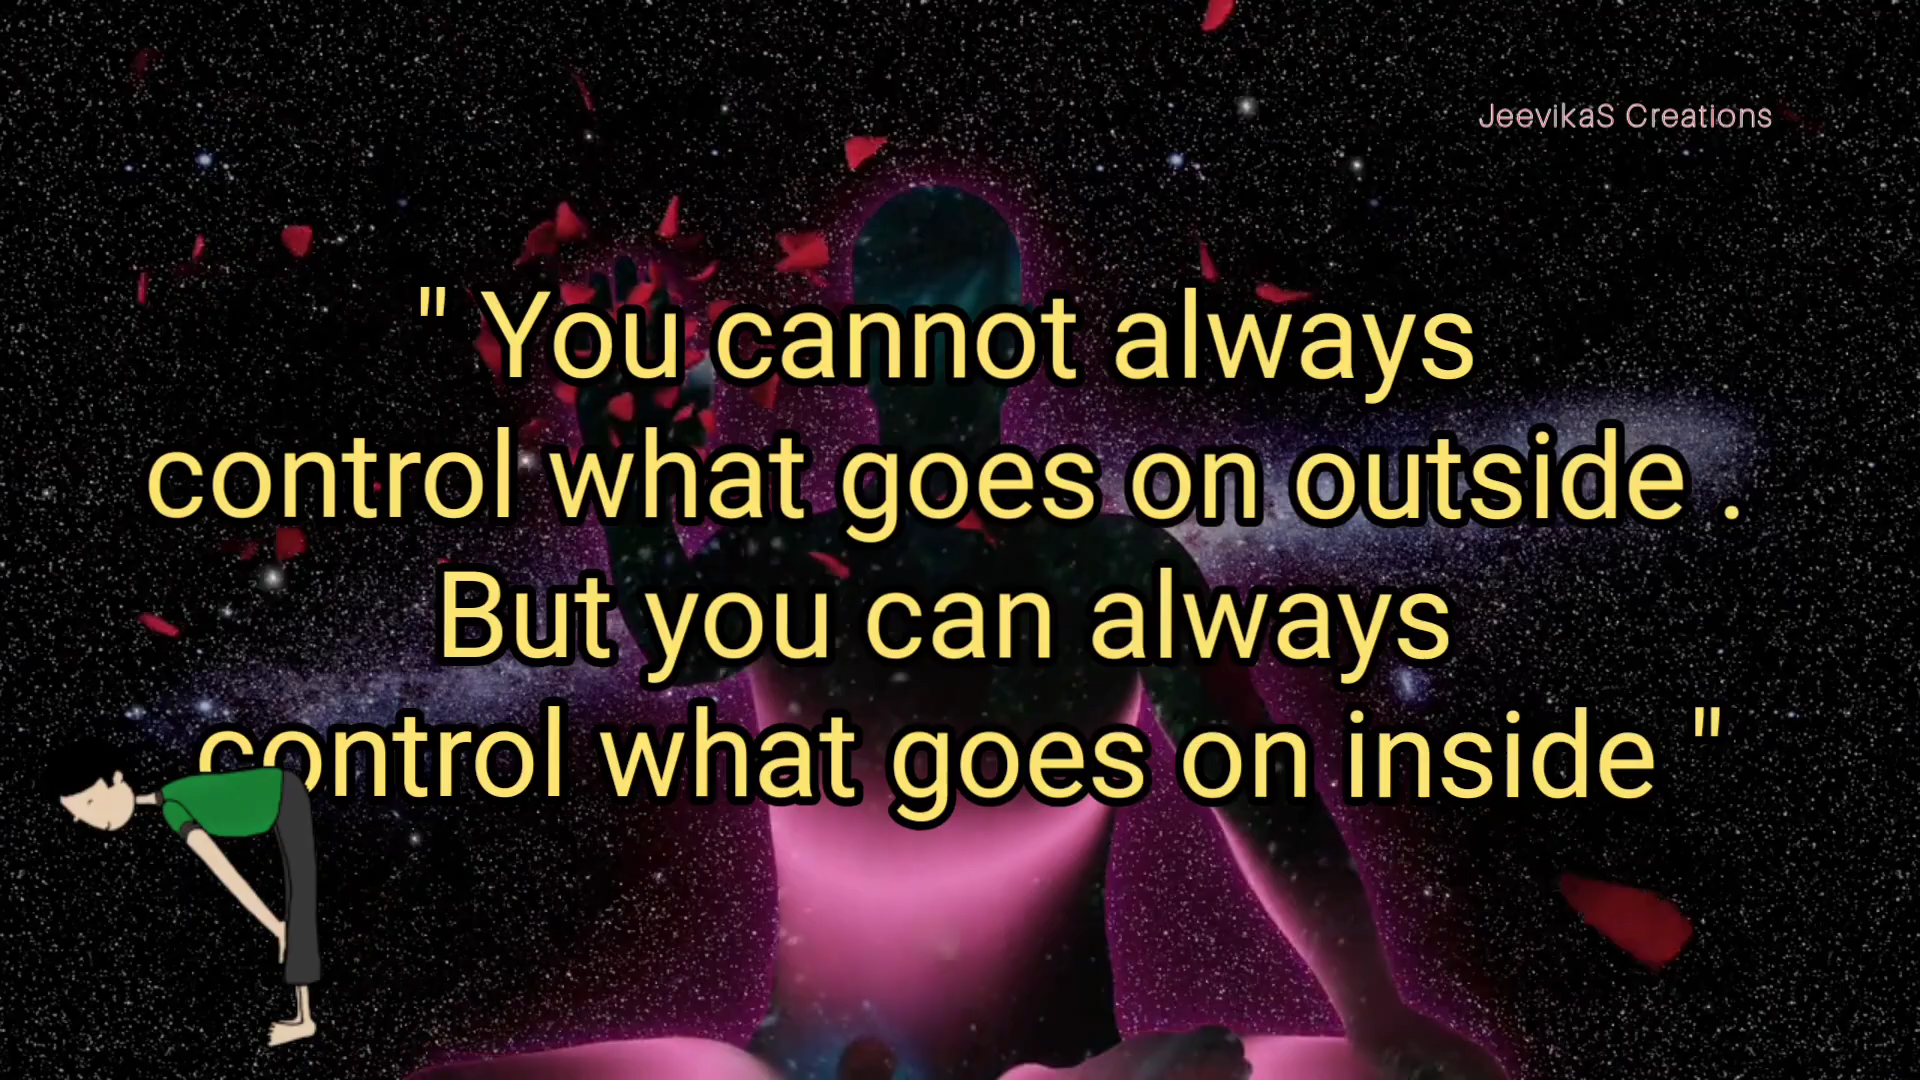 JeevikaS Creations
" You cannot always
control what goes on outside .
But you can always
control what goes on inside "